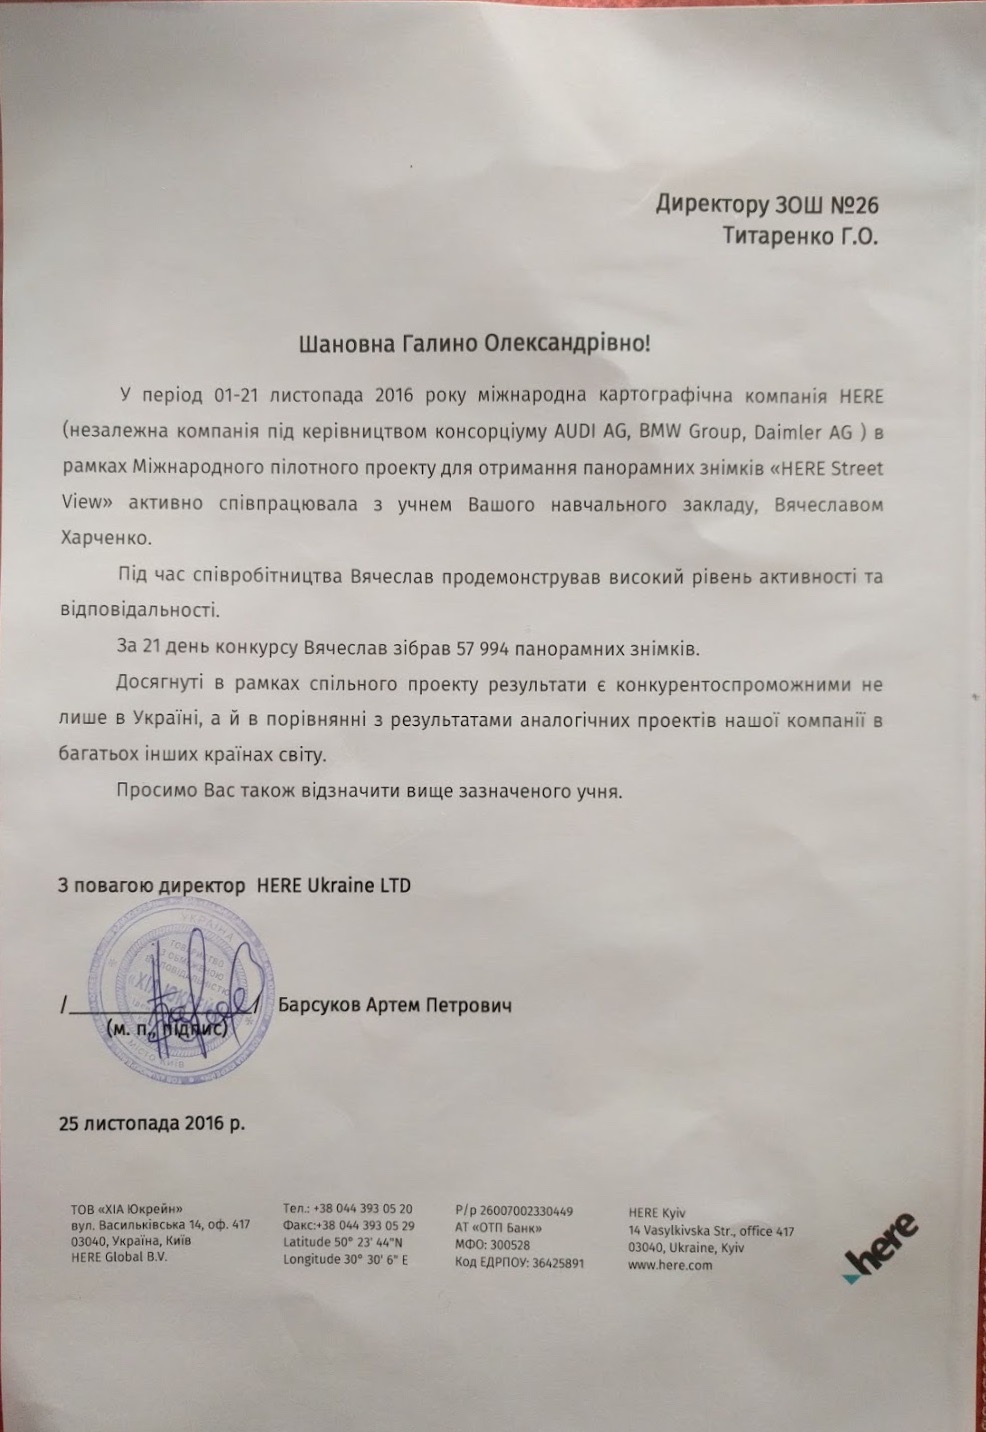 Директору ЗОШ №26
Титаренко Г.О.
Шановна Галино Олександрівно!
У період 01-21 листопада 2016 року міжнародна картографічна компанія HERE
(незалежна компанія під керівництвом консорціуму AUDI AG, BMW Group, Daimler AG ) в
рамках Міжнародного пілотного проекту для отримання панорамних знімків «HERE Street
View» активно співпрацювала з учнем Вашого навчального закладу, Вячеславом
Харченко.
Під час співробітництва Вячеслав продемонстрував високий рівень активності та
відповідальності.
За 21 день конкурсу Вячеслав зібрав 57 994 панорамних знімків.
Досягнуті в рамках спільного проекту результати є конкурентоспроможними не
лише в Україні, а й в порівнянні з результатами аналогічних проектів нашої компанії в
багатьох інших країнах світу.
Просимо Вас також відзначити вище зазначеного учня.
З повагою директор HERE Ukraine LTD
УКРАЇНА
ТОВАРИСТВО
З ОБМЕЖЕНОЮ
ВІДПОВІДАЛЬНІСТЮ
«ХІА ЮКРЕЙН»
МІСТО КИЇВ
/ / Барсуков Артем Петрович
(м. п., підпис)
25 листопада 2016 р.
ТОВ «ХІА Юкрейн»
вул. Васильківська 14, оф. 417
03040, Україна, Київ
HERE Global B.V.
Тел.: +38 044 393 05 20
Факс:+38 044 393 05 29
Latitude 50° 23' 44"N
Longitude 30° 30' 6" E
Р/р 26007002330449
АТ «ОТП Банк»
МФО: 300528
Код ЕДРПОУ: 36425891
HERE Kyiv
14 Vasylkivska Str., office 417
03040, Ukraine, Kyiv
www.here.com
here